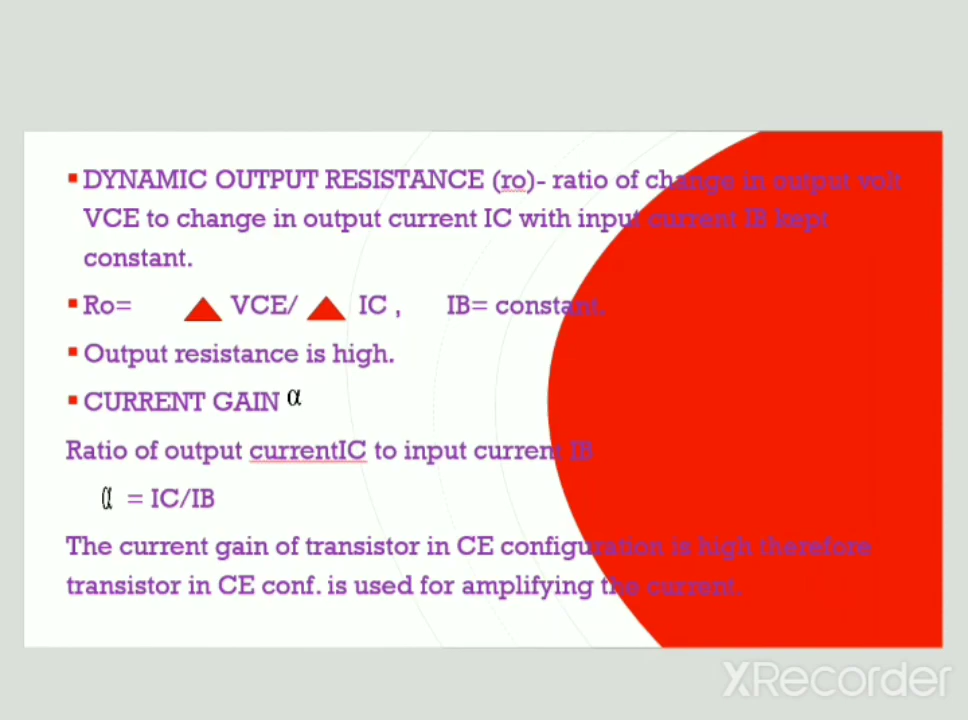 DYNAMIC OUTPUT RESISTANCE (ro)- ratio of change in output volt
VCE to change in output current IC with input current IB kept
constant.
Ro= VCE/ IC , IB= constant.
Output resistance is high.
CURRENT GAIN α
Ratio of output currentIC to input current IB
α = IC/IB
The current gain of transistor in CE configuration is high therefore
transistor in CE conf. is used for amplifying the current.
XRecorder